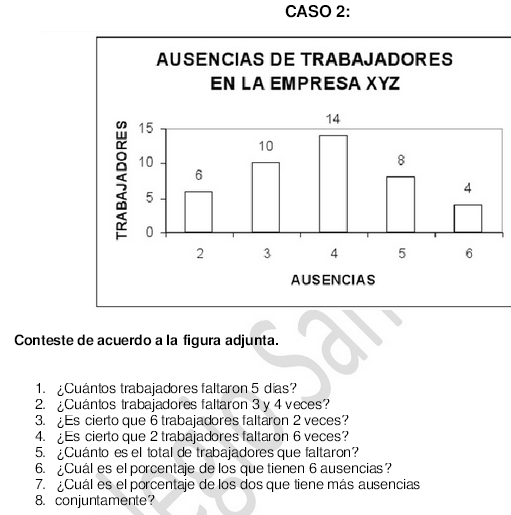 CASO 2:
AUSENCIAS DE TRABAJADORES
EN LA EMPRESA XYZ
TRABAJADORES
15
10
5
0
6
10
14
8
4
2 3 4 5 6
AUSENCIAS
Conteste de acuerdo a la figura adjunta.
1. ¿Cuántos trabajadores faltaron 5 días?
2. ¿Cuántos trabajadores faltaron 3 y 4 veces?
3. ¿Es cierto que 6 trabajadores faltaron 2 veces?
4. ¿Es cierto que 2 trabajadores faltaron 6 veces?
5. ¿Cuánto es el total de trabajadores que faltaron?
6. ¿Cuál es el porcentaje de los que tienen 6 ausencias?
7. ¿Cuál es el porcentaje de los dos que tiene más ausencias
8. conjuntamente?